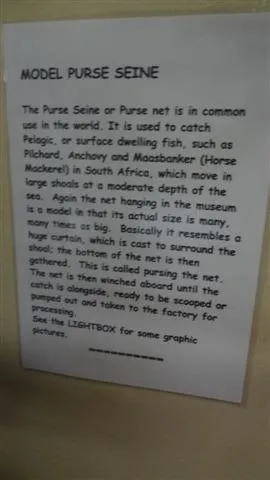 MODEL PURSE SEINE
The Purse Seine or Purse net is in common
use in the world. It is used to catch
Pelagic, or surface dwelling fish, such as
Pilchard, Anchovy and Maasbanker (Horse
Mackerel) in South Africa, which move in
large shoals at a moderate depth of the
sea. Again the net hanging in the museum
is a model in that its actual size is many,
many times as big. Basically it resembles a
huge curtain, which is cast to surround the
shoal; the bottom of the net is then
gathered. This is called pursing the net.
The net is then winched aboard until the
catch is alongside, ready to be scooped or
pumped out and taken to the factory for
processing.
See the LIGHTBOX for some graphic
pictures.
----------